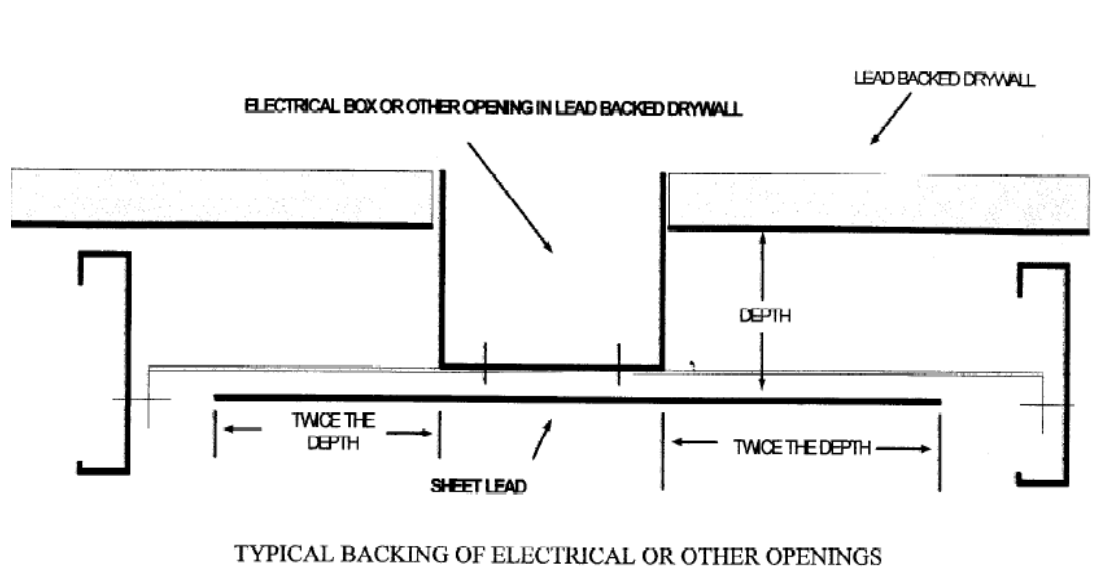 LEAD BACKED DRYWALL
ELECTRICAL BOX OR OTHER OPENING IN LEAD BACKED DRYWALL
DEPTH
TWICE THE
DEPTH
TWICE THE DEPTH
SHEET LEAD
TYPICAL BACKING OF ELECTRICAL OR OTHER OPENINGS